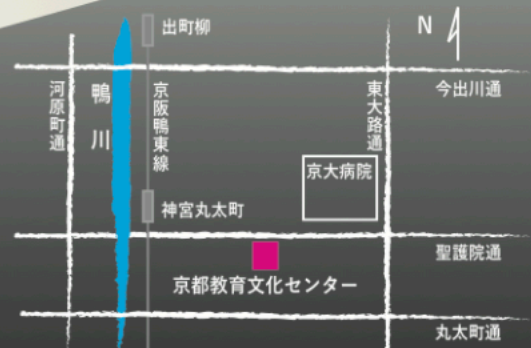 出町柳
N
今出川通
河原町通
鴨川
京阪鴨東線
東大路通
京大病院
神宮丸太町
聖護院通
京都教育文化センター
丸太町通